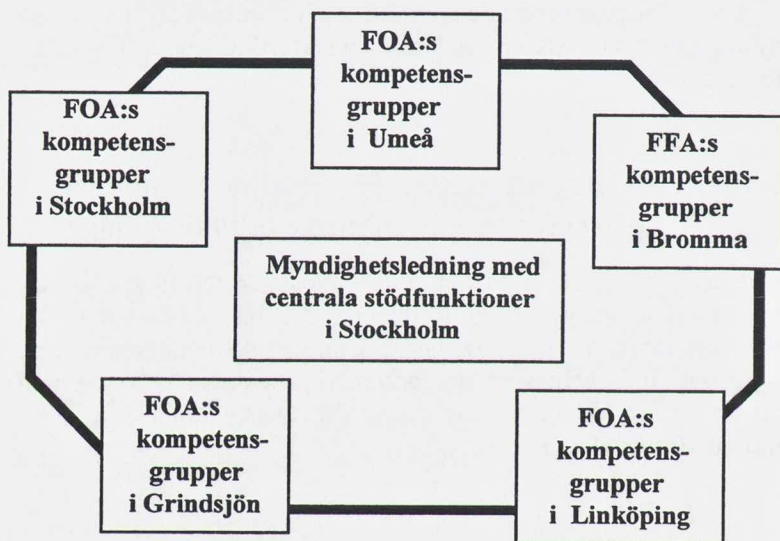 FOA:s
kompetens-
grupper
i Umeå
FOA:s
kompetens-
grupper
i Stockholm
FFA:s
kompetens-
grupper
i Bromma
Myndighetsledning med
centrala stödfunktioner
i Stockholm
FOA:s
kompetens-
grupper
i Grindsjön
FOA:s
kompetens-
grupper
i Linköping